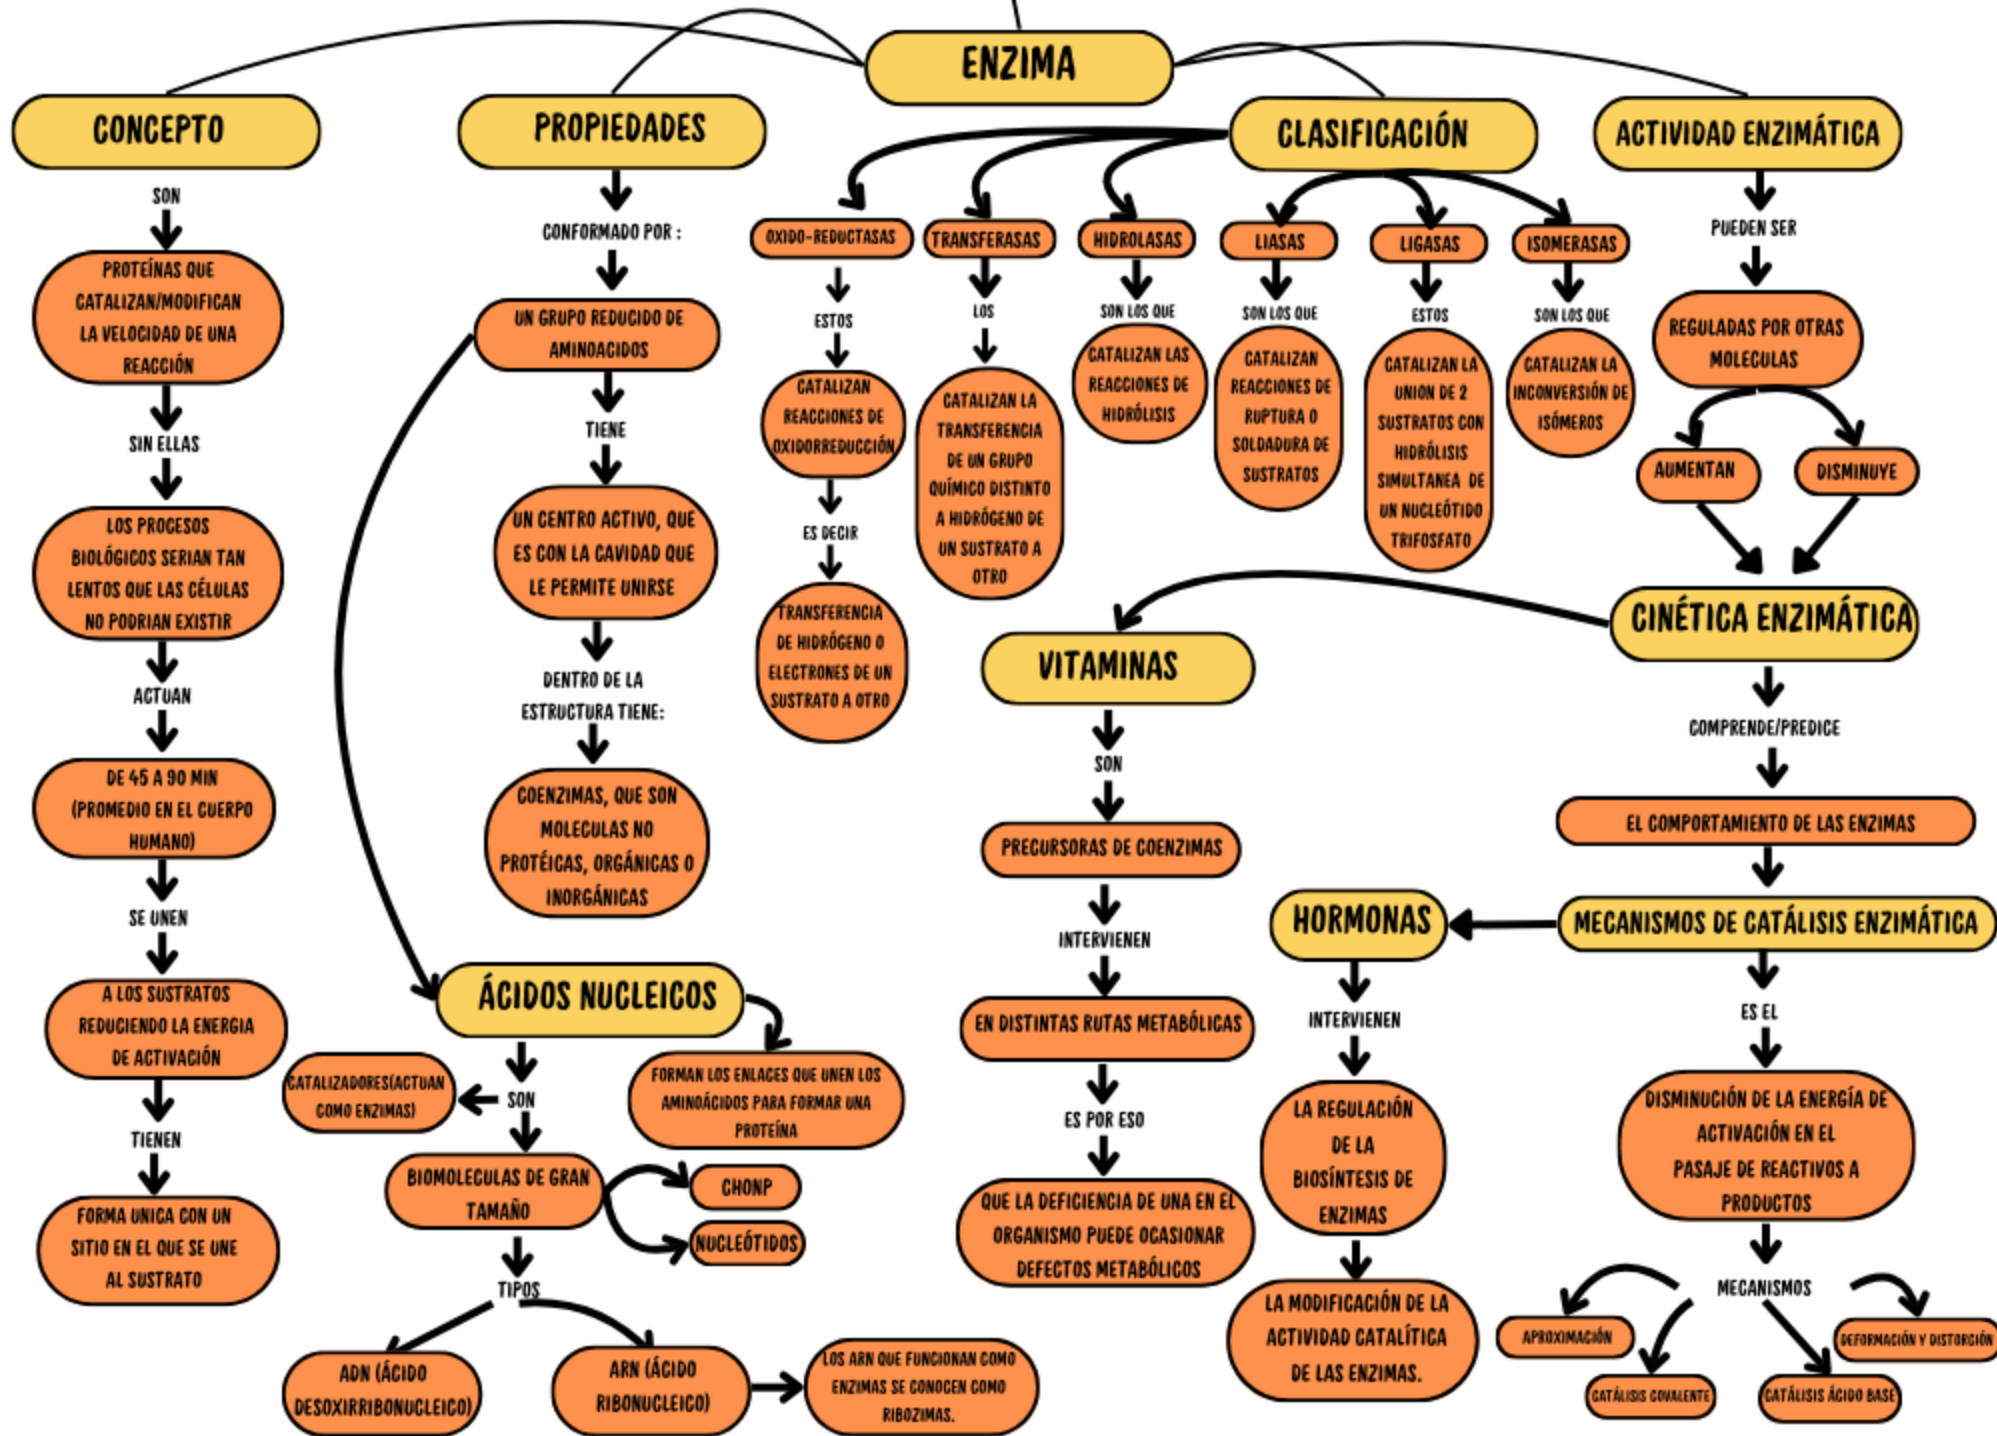 ENZIMA
CONCEPTO
SON
PROTEÍNAS QUE
CATALIZAN/MODIFICAN
LA VELOCIDAD DE UNA
REACCIÓN
SIN ELLAS
LOS PROCESOS
BIOLÓGICOS SERIAN TAN
LENTOS QUE LAS CÉLULAS
NO PODRIAN EXISTIR
ACTUAN
DE 45 A 90 MIN
(PROMEDIO EN EL CUERPO
HUMANO)
SE UNEN
A LOS SUSTRATOS
REDUCIENDO LA ENERGIA
DE ACTIVACIÓN
TIENEN
FORMA UNICA CON UN
SITIO EN EL QUE SE UNE
AL SUSTRATO
PROPIEDADES
CONFORMADO POR :
UN GRUPO REDUCIDO DE
AMINOACIDOS
TIENE
UN CENTRO ACTIVO, QUE
ES CON LA CAVIDAD QUE
LE PERMITE UNIRSE
DENTRO DE LA
ESTRUCTURA TIENE:
COENZIMAS, QUE SON
MOLECULAS NO
PROTÉICAS, ORGÁNICAS O
INORGÁNICAS
ÁCIDOS NUCLEICOS
FORMAN LOS ENLACES QUE UNEN LOS
AMINOÁCIDOS PARA FORMAR UNA
PROTEÍNA
SON
CATALIZADORES(ACTUAN
COMO ENZIMAS)
BIOMOLECULAS DE GRAN
TAMAÑO
CHONP
NUCLEÓTIDOS
TIPOS
ADN (ÁCIDO
DESOXIRRIBONUCLEICO)
ARN (ÁCIDO
RIBONUCLEICO)
LOS ARN QUE FUNCIONAN COMO
ENZIMAS SE CONOCEN COMO
RIBOZIMAS.
CLASIFICACIÓN
OXIDO-REDUCTASAS
ESTOS
CATALIZAN
REACCIONES DE
OXIDORREDUCCIÓN
ES DECIR
TRANSFERENCIA
DE HIDRÓGENO O
ELECTRONES DE UN
SUSTRATO A OTRO
TRANSFERASAS
LOS
CATALIZAN LA
TRANSFERENCIA
DE UN GRUPO
QUÍMICO DISTINTO
A HIDRÓGENO DE
UN SUSTRATO A
OTRO
HIDROLASAS
SON LOS QUE
CATALIZAN LAS
REACCIONES DE
HIDRÓLISIS
LIASAS
SON LOS QUE
CATALIZAN
REACCIONES DE
RUPTURA O
SOLDADURA DE
SUSTRATOS
LIGASAS
ESTOS
CATALIZAN LA
UNION DE 2
SUSTRATOS CON
HIDRÓLISIS
SIMULTANEA DE
UN NUCLEÓTIDO
TRIFOSFATO
ISOMERASAS
SON LOS QUE
CATALIZAN LA
INCONVERSIÓN DE
ISÓMEROS
ACTIVIDAD ENZIMÁTICA
PUEDEN SER
REGULADAS POR OTRAS
MOLECULAS
AUMENTAN
DISMINUYE
CINÉTICA ENZIMÁTICA
COMPRENDE/PREDICE
EL COMPORTAMIENTO DE LAS ENZIMAS
MECANISMOS DE CATÁLISIS ENZIMÁTICA
ES EL
DISMINUCIÓN DE LA ENERGÍA DE
ACTIVACIÓN EN EL
PASAJE DE REACTIVOS A
PRODUCTOS
MECANISMOS
APROXIMACIÓN
CATÁLISIS COVALENTE
CATÁLISIS ÁCIDO BASE
DEFORMACIÓN Y DISTORCIÓN
VITAMINAS
SON
PRECURSORAS DE COENZIMAS
INTERVIENEN
EN DISTINTAS RUTAS METABÓLICAS
ES POR ESO
QUE LA DEFICIENCIA DE UNA EN EL
ORGANISMO PUEDE OCASIONAR
DEFECTOS METABÓLICOS
HORMONAS
INTERVIENEN
LA REGULACIÓN
DE LA
BIOSÍNTESIS DE
ENZIMAS
LA MODIFICACIÓN DE LA
ACTIVIDAD CATALÍTICA
DE LAS ENZIMAS.